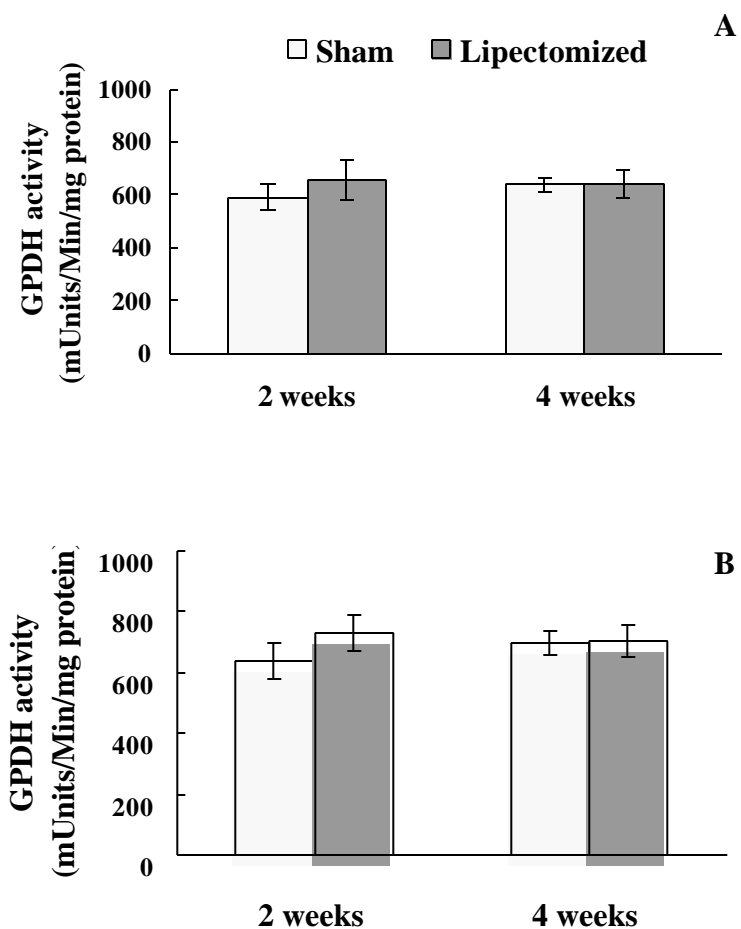 A
Sham Lipectomized
GPDH activity
(mUnits/Min/mg protein)
1000
800
600
400
200
0
2 weeks 4 weeks
B
GPDH activity
(mUnits/Min/mg protein)
1000
800
600
400
200
0
2 weeks 4 weeks